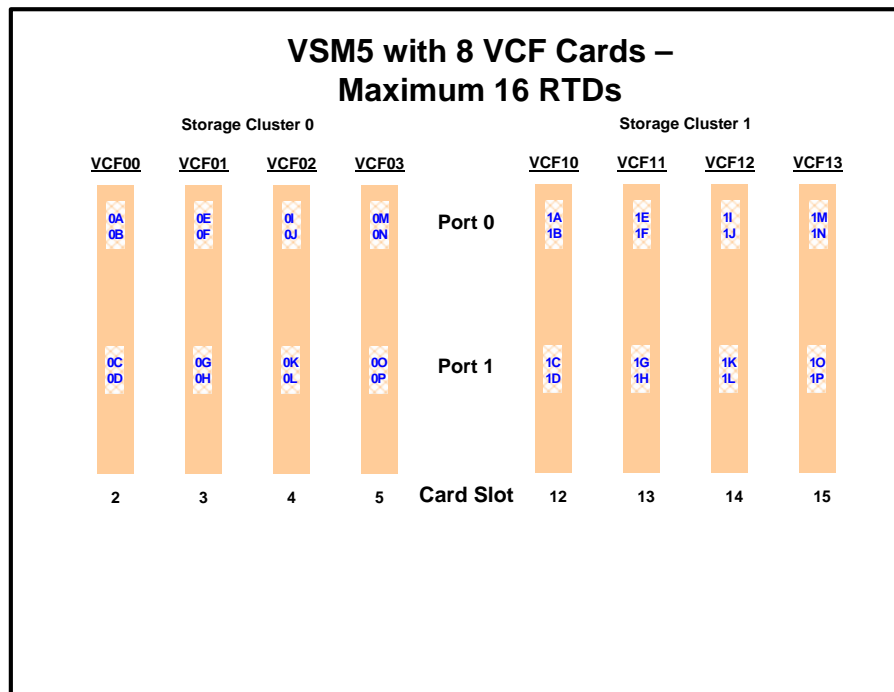 VSM5 with 8 VCF Cards –
Maximum 16 RTDs
Storage Cluster 0 Storage Cluster 1
VCF00 VCF01 VCF02 VCF03 VCF10 VCF11 VCF12 VCF13
0A 0E 0I 0M Port 0 1A 1E 1I 1M
0B 0F 0J 0N 1B 1F 1J 1N
0C 0G 0K 0O Port 1 1C 1G 1K 1O
0D 0H 0L 0P 1D 1H 1L 1P
2 3 4 5 Card Slot 12 13 14 15